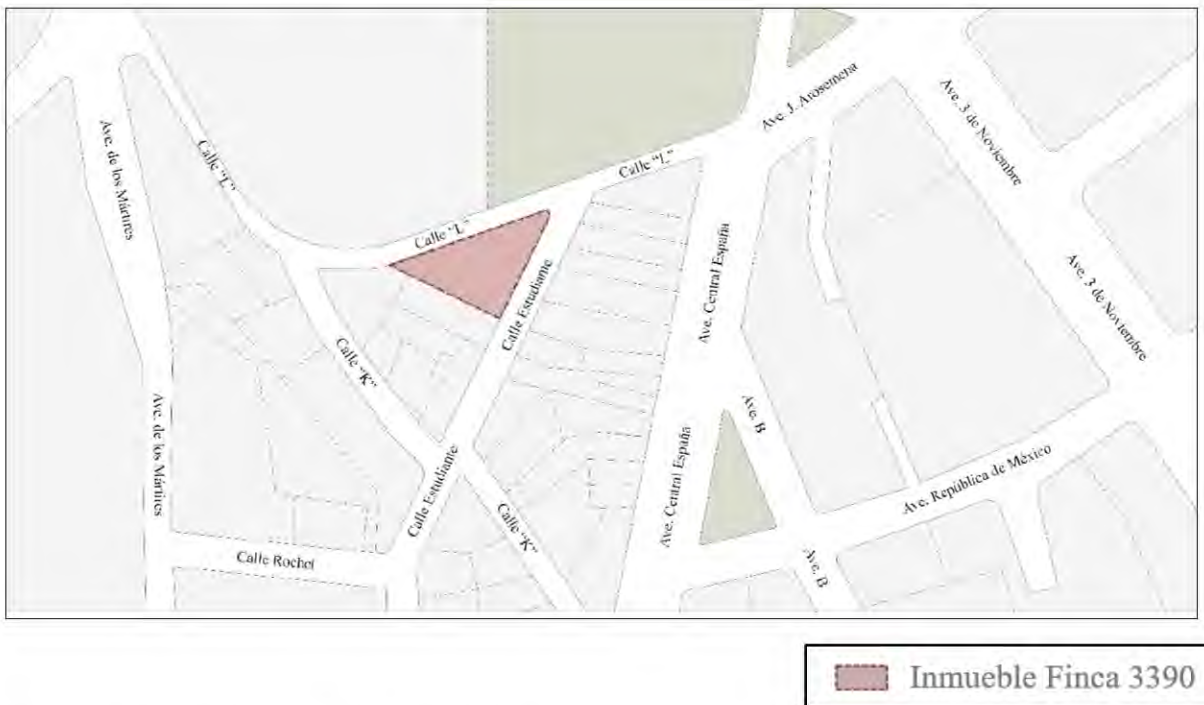 Ave. J. Arosemena
Ave. 3 de Noviembre
Ave. de los Mártires
Calle "L"
Calle "L"
Calle "L"
Ave. Central España
Calle Estudiante
Ave. 3 de Noviembre
Calle "K"
Ave. de los Mártires
Ave. B
Ave. Central España
Calle Estudiante
Ave. República de México
Calle "K"
Calle Rochet
Ave. B
Inmueble Finca 3390